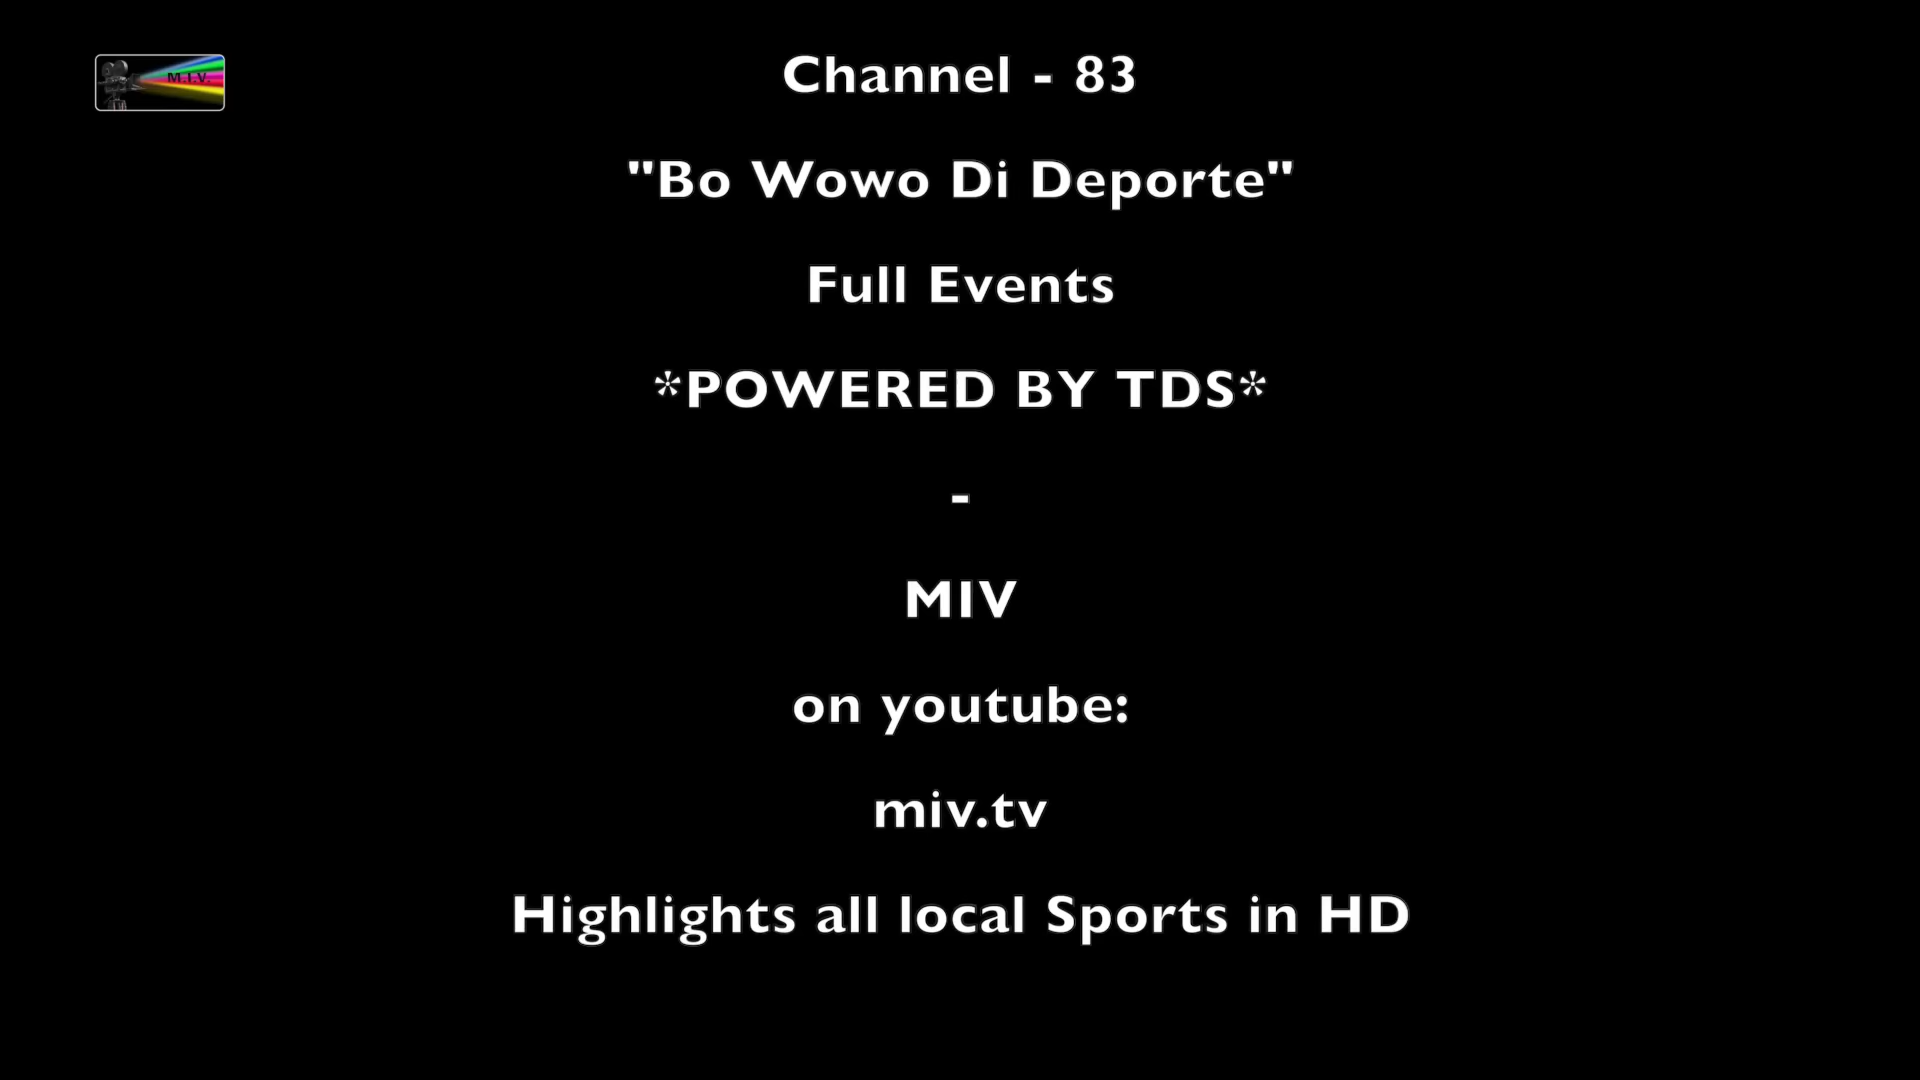 M.I.V.
Channel - 83
"Bo Wowo Di Deporte"
Full Events
*POWERED BY TDS*
-
MIV
on youtube:
miv.tv
Highlights all local Sports in HD